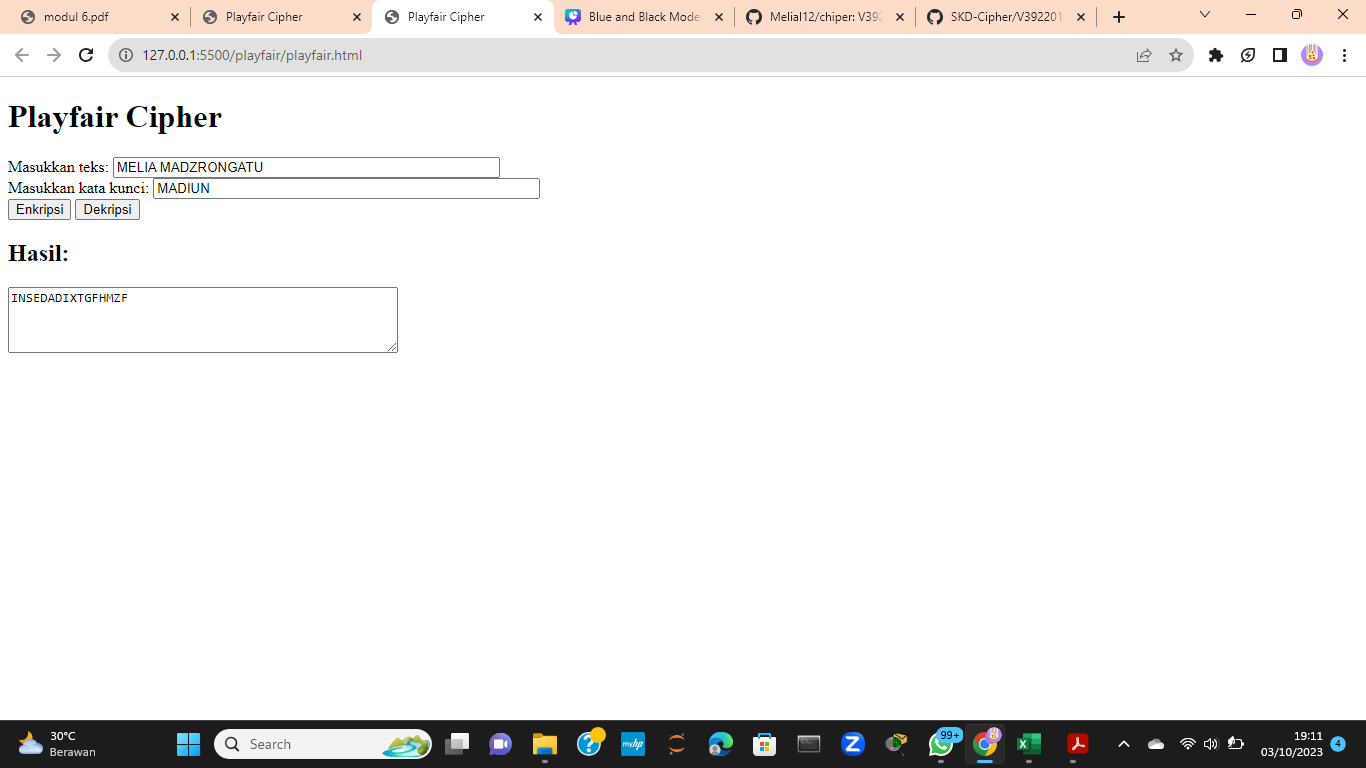 modul 6.pdf
Playfair Cipher
Playfair Cipher
Blue and Black Mode
MeliaI12/chiper: V392
SKD-Cipher/V392201
127.0.0.1:5500/playfair/playfair.html
Playfair Cipher
Masukkan teks: MELIA MADZRONGATU
Masukkan kata kunci: MADIUN
Enkripsi Dekripsi
Hasil:
INSEDADIXTGFHMZF
30°C
Berawan
Search
myhp
99+
19:11
03/10/2023
4